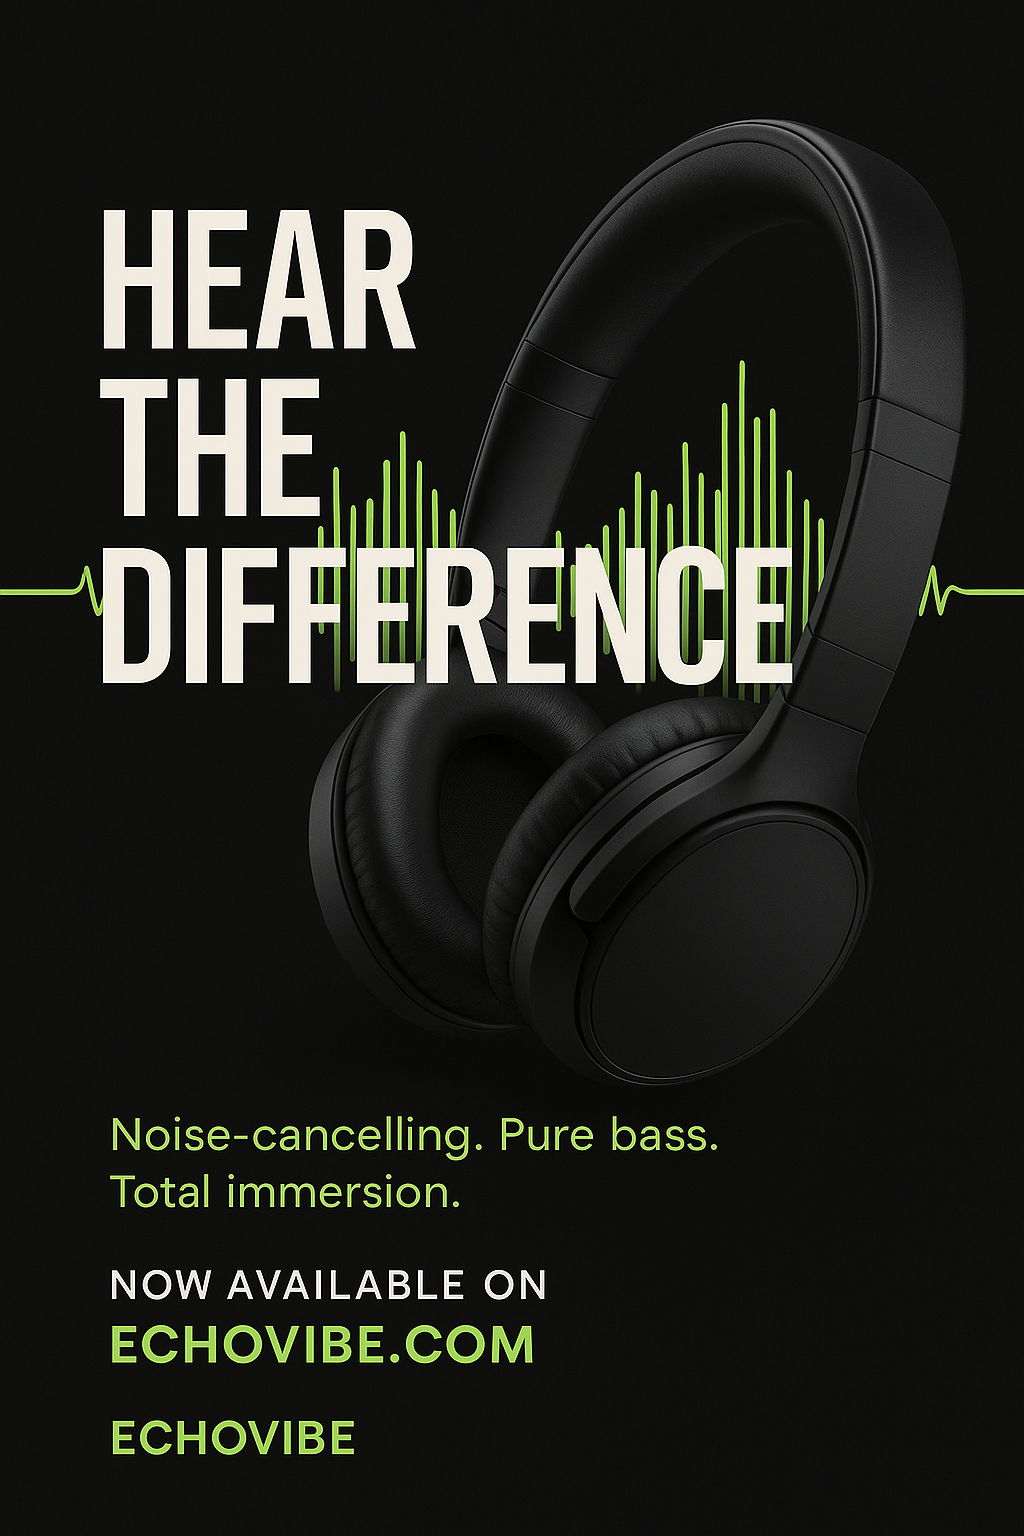 HEAR
THE
DIFFERENCE
Noise-cancelling. Pure bass.
Total immersion.
NOW AVAILABLE ON
ECHOVIBE.COM
ECHOVIBE